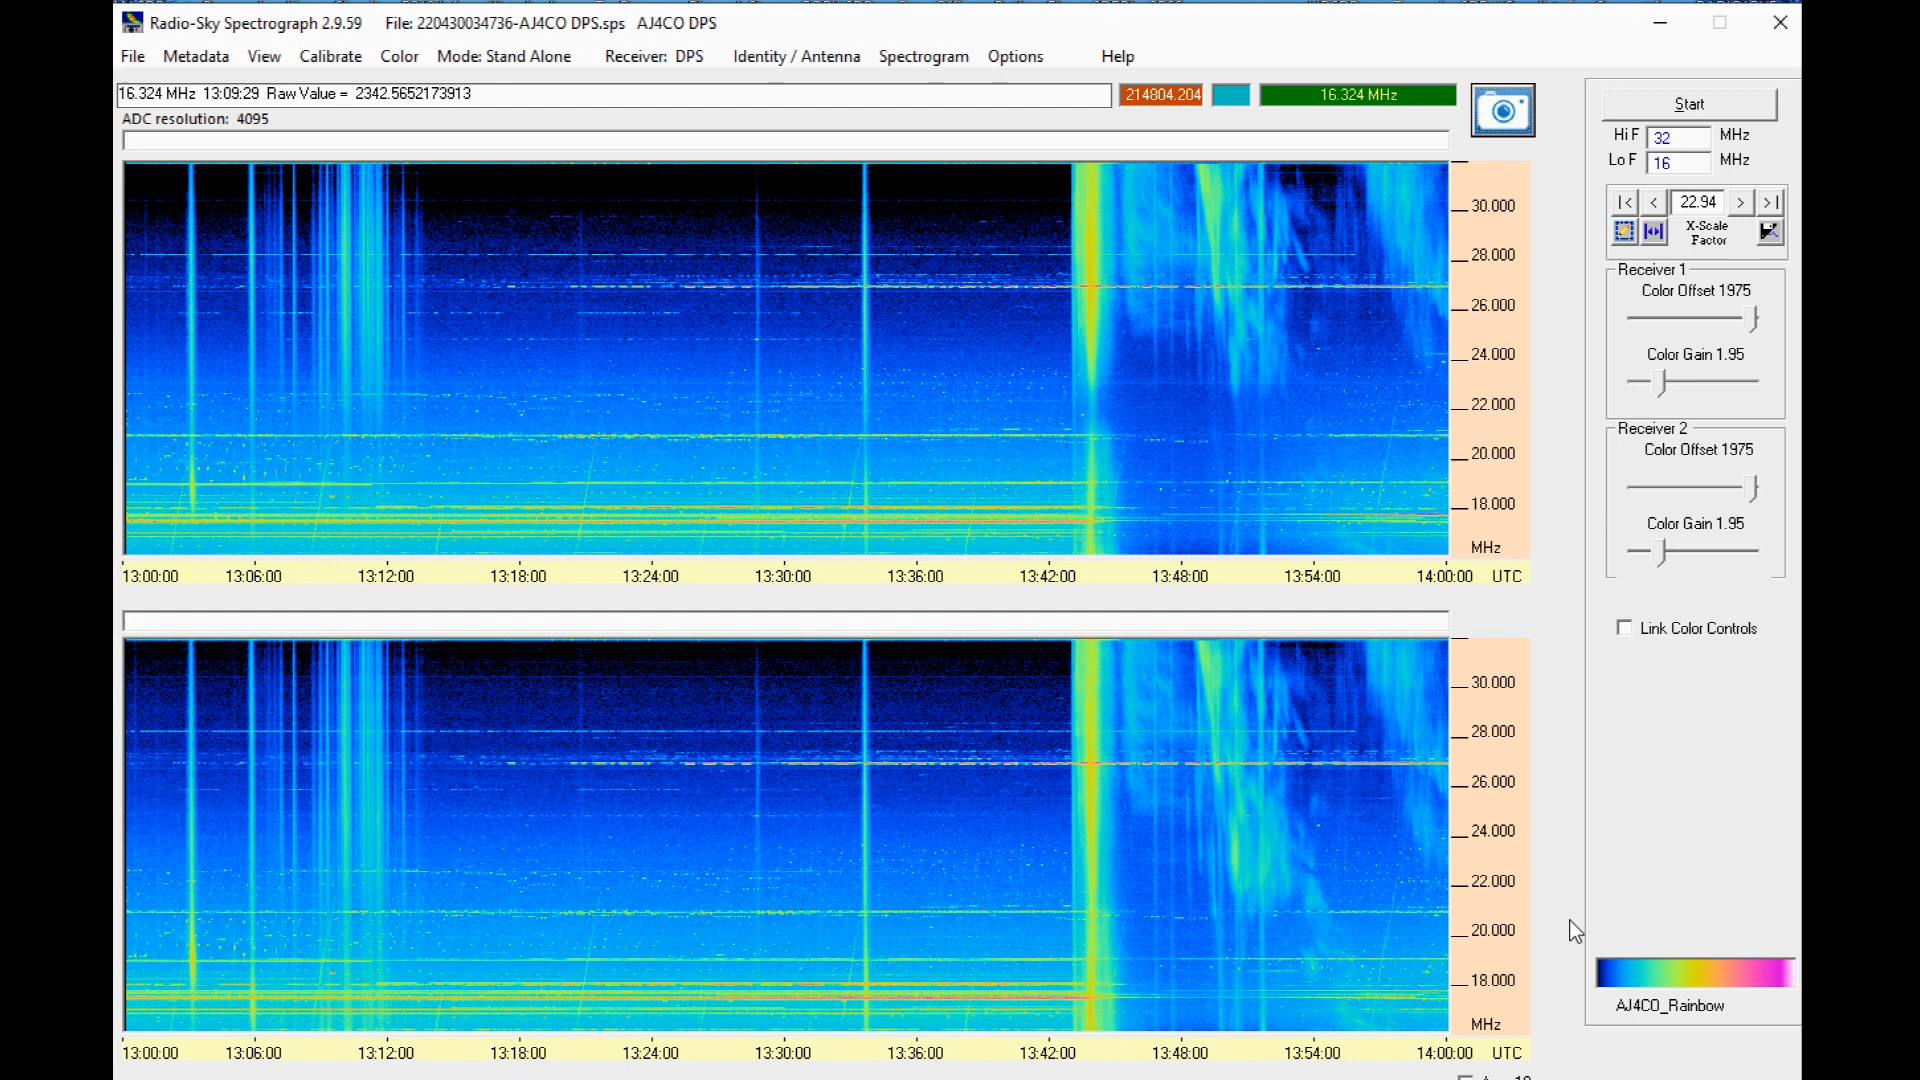 Radio-Sky Spectrograph 2.9.59 File: 220430034736-AJ4CO DPS.sps AJ4CO DPS
File Metadata View Calibrate Color Mode: Stand Alone Receiver: DPS Identity / Antenna Spectrogram Options Help
16.324 MHz 13:09:29 Raw Value = 2342.5652173913
214804.204
16.324 MHz
ADC resolution: 4095
Start
Hi F 32 MHz
Lo F 16 MHz
|< < 22.94 > >|
X-Scale
Factor
Receiver 1
Color Offset 1975
Color Gain 1.95
Receiver 2
Color Offset 1975
Color Gain 1.95
Link Color Controls
AJ4CO_Rainbow
30.000
28.000
26.000
24.000
22.000
20.000
18.000
MHz
13:00:00 13:06:00 13:12:00 13:18:00 13:24:00 13:30:00 13:36:00 13:42:00 13:48:00 13:54:00 14:00:00 UTC
30.000
28.000
26.000
24.000
22.000
20.000
18.000
MHz
13:00:00 13:06:00 13:12:00 13:18:00 13:24:00 13:30:00 13:36:00 13:42:00 13:48:00 13:54:00 14:00:00 UTC